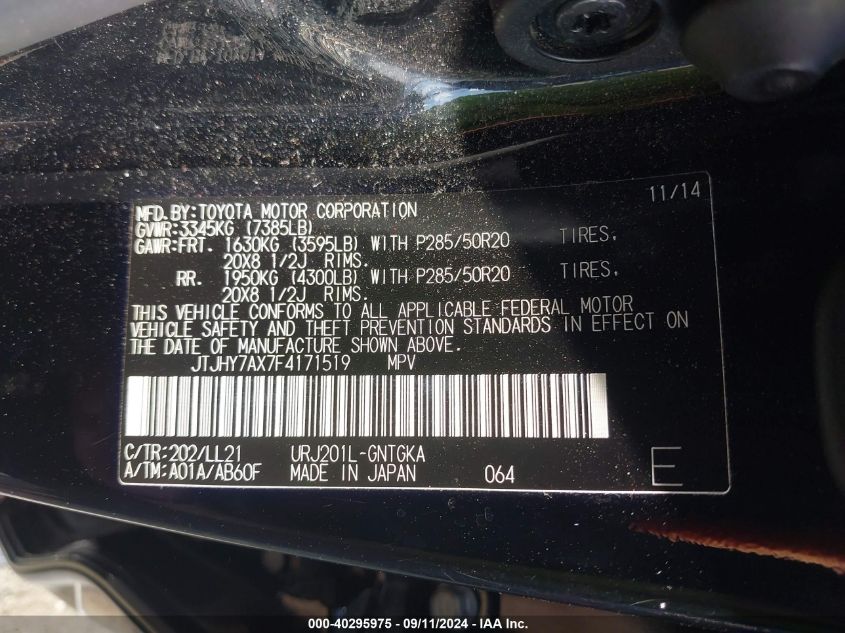 11/14
MFD.BY:TOYOTA MOTOR CORPORATION
GVWR:3345KG (7385LB)
GAWR:FRT. 1630KG (3595LB) WITH P285/50R20 TIRES,
20X8 1/2J RIMS.
RR. 1950KG (4300LB) WITH P285/50R20 TIRES,
20X8 1/2J RIMS.
THIS VEHICLE CONFORMS TO ALL APPLICABLE FEDERAL MOTOR
VEHICLE SAFETY AND THEFT PREVENTION STANDARDS IN EFFECT ON
THE DATE OF MANUFACTURE SHOWN ABOVE.
JTJHY7AX7F4171519 MPV
C/TR:202/LL21 URJ201L-GNTGKA
A/TM:A01A/AB60F MADE IN JAPAN 064 E
000-40295975 - 09/11/2024 - IAA Inc.